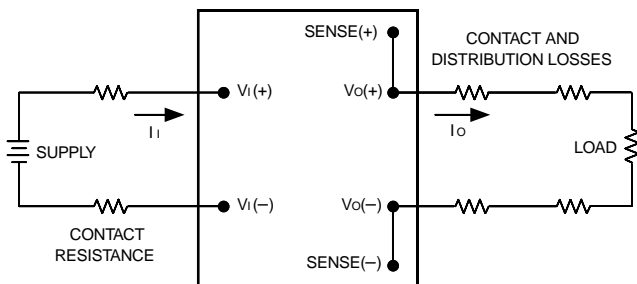 SENSE(+)
CONTACT AND
DISTRIBUTION LOSSES
VI(+)
VO(+)
II
IO
SUPPLY
LOAD
VI(–)
VO(–)
CONTACT
RESISTANCE
SENSE(–)